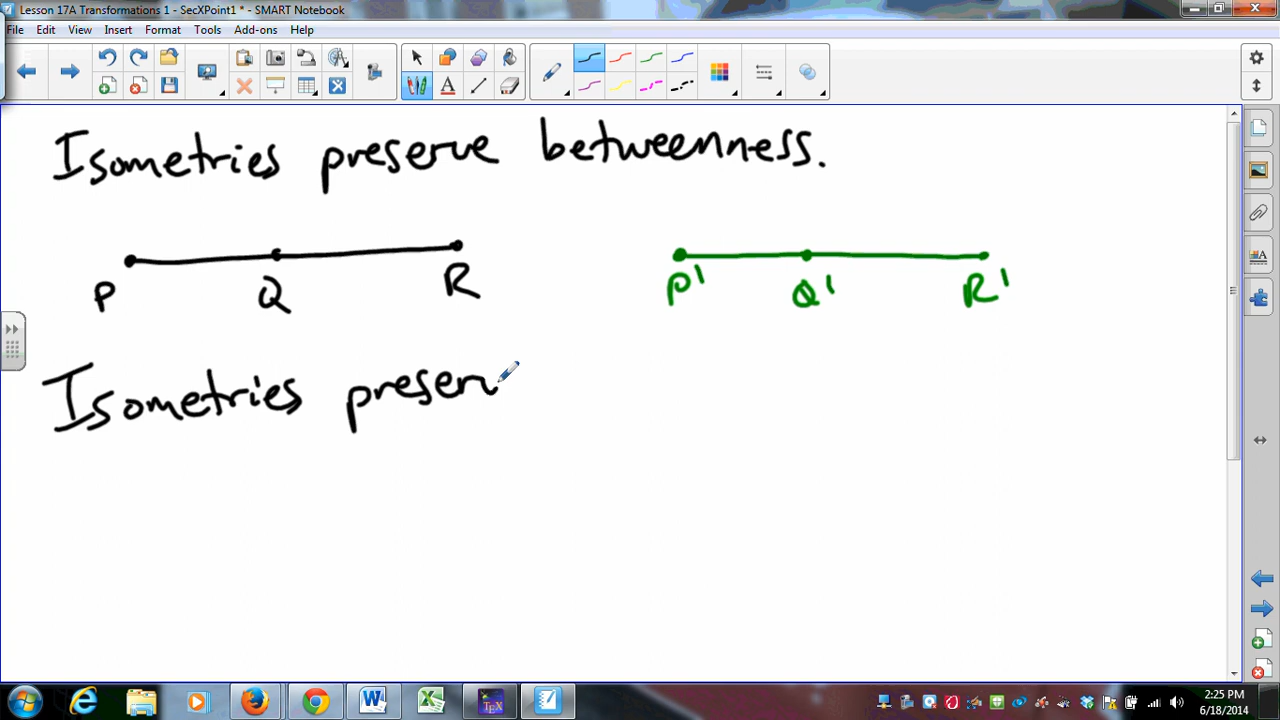 Lesson 17A Transformations 1 - SecXPoint1 * - SMART Notebook
File Edit View Insert Format Tools Add-ons Help
Isometries preserve betweenness.
P Q R P' Q' R'
Isometries preserv
2:25 PM
6/18/2014